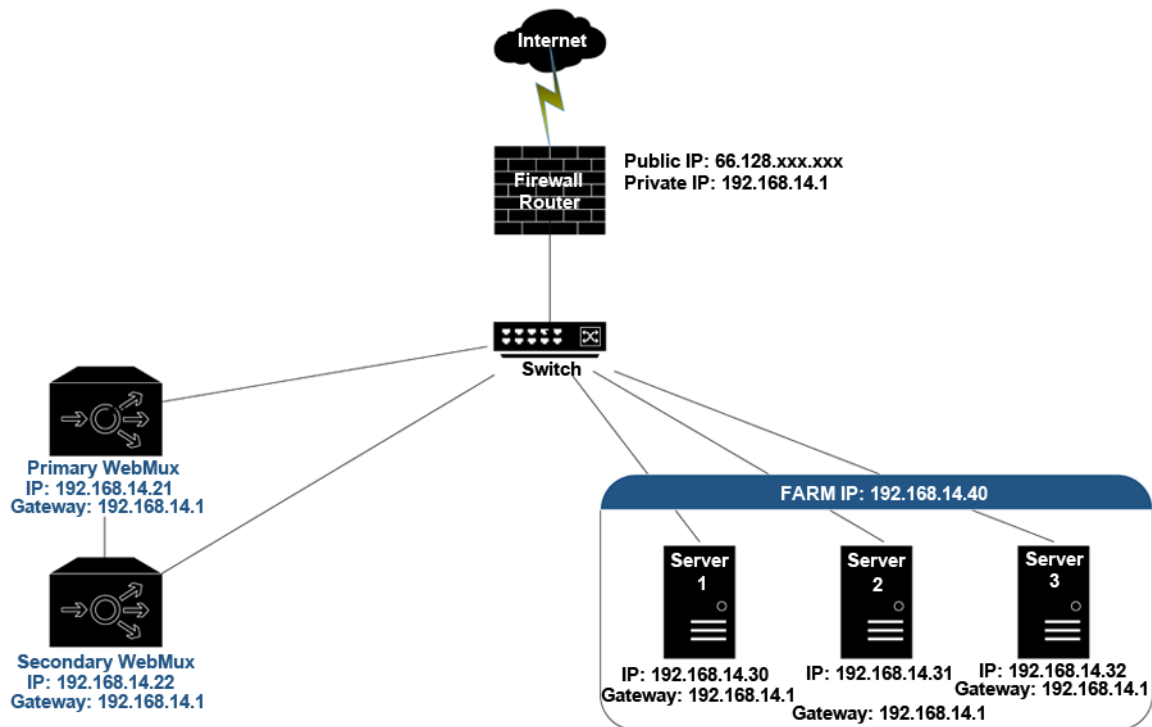 Internet
Firewall
Router
Public IP: 66.128.xxx.xxx
Private IP: 192.168.14.1
Switch
Primary WebMux
IP: 192.168.14.21
Gateway: 192.168.14.1
Secondary WebMux
IP: 192.168.14.22
Gateway: 192.168.14.1
FARM IP: 192.168.14.40
Server
1
IP: 192.168.14.30
Gateway: 192.168.14.1
Server
2
IP: 192.168.14.31
Gateway: 192.168.14.1
Server
3
IP: 192.168.14.32
Gateway: 192.168.14.1